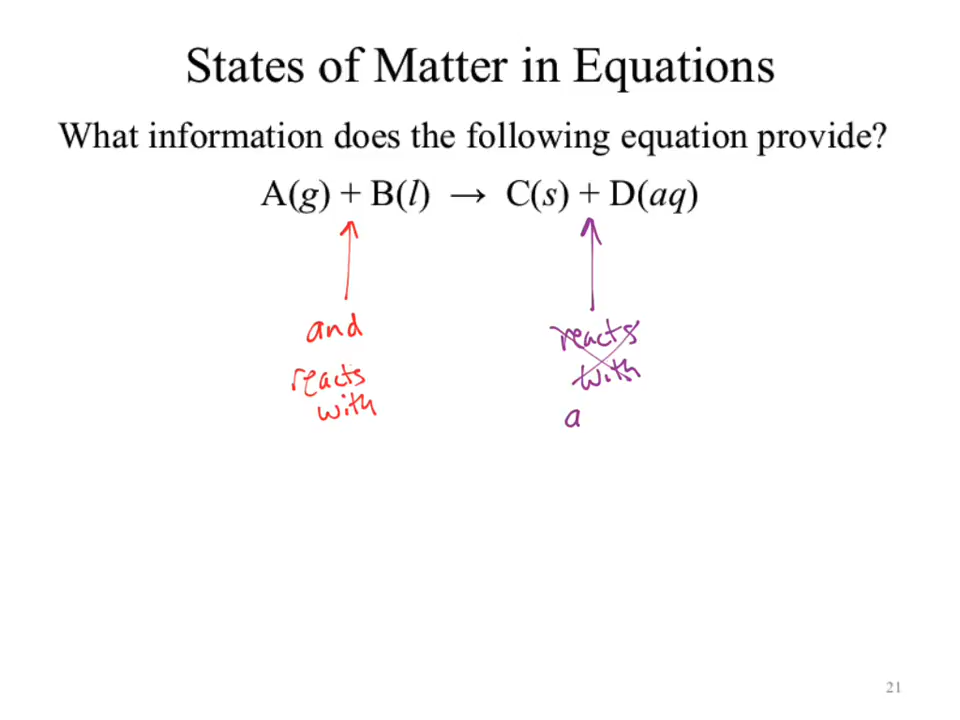 States of Matter in Equations
What information does the following equation provide?
A(g) + B(l) → C(s) + D(aq)
and
reacts
with
reacts
with
a
21